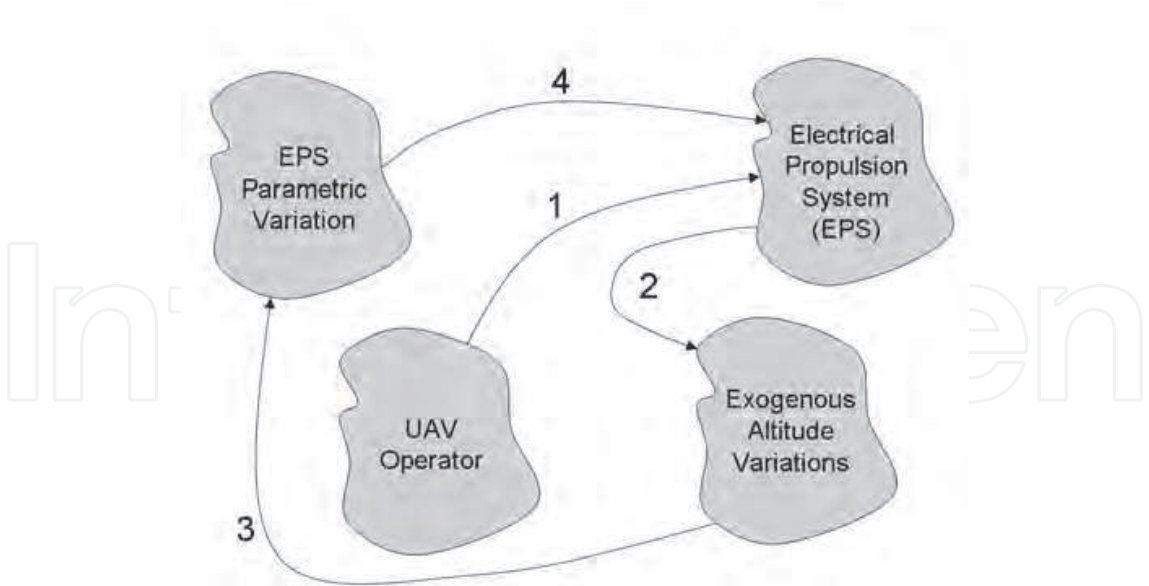 4
EPS
Parametric
Variation
Electrical
Propulsion
System
(EPS)
1
2
UAV
Operator
Exogenous
Altitude
Variations
3